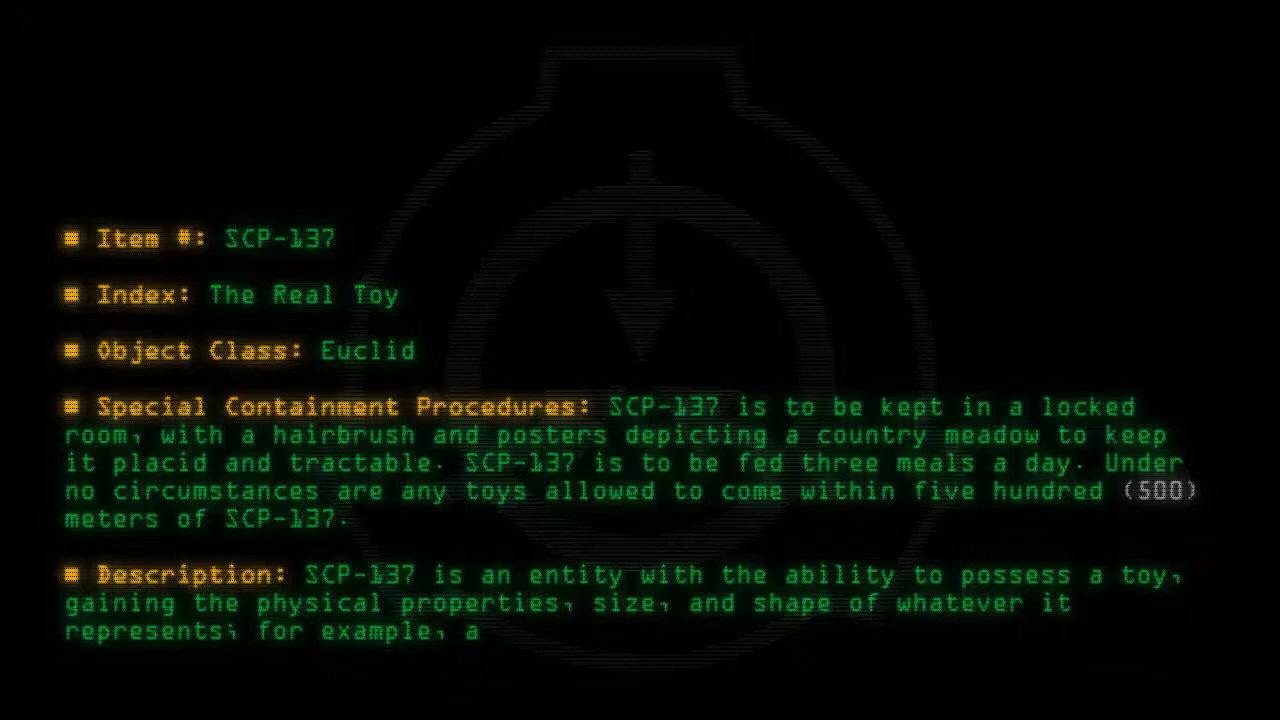 ■ Item #: SCP-137
■ Index: The Real Toy
■ Object Class: Euclid
■ Special Containment Procedures: SCP-137 is to be kept in a locked
room, with a hairbrush and posters depicting a country meadow to keep
it placid and tractable. SCP-137 is to be fed three meals a day. Under
no circumstances are any toys allowed to come within five hundred (500)
meters of SCP-137.
■ Description: SCP-137 is an entity with the ability to possess a toy,
gaining the physical properties, size, and shape of whatever it
represents; for example, a